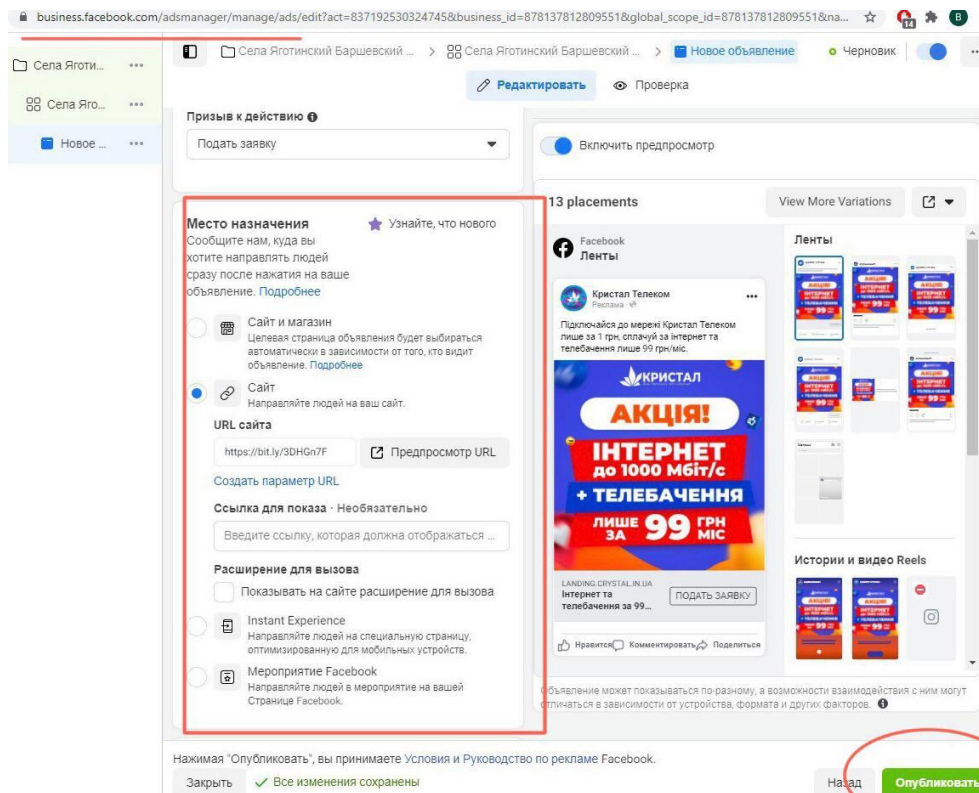 business.facebook.com/adsmanager/manage/ads/edit?act=837192530324745&business_id=878137812809551&global_scope_id=878137812809551&na...
14
B
Села Яготи...
Села Яго...
Новое ...
Села Яготинский Баршевский ... > Села Яготинский Баршевский ... > Новое объявление
Черновик
Редактировать
Проверка
Призыв к действию
Подать заявку
Место назначения
Узнайте, что нового
Сообщите нам, куда вы
хотите направлять людей
сразу после нажатия на ваше
объявление. Подробнее
Сайт и магазин
Целевая страница объявления будет выбираться
автоматически в зависимости от того, кто видит
объявление. Подробнее
Сайт
Направляйте людей на ваш сайт.
URL сайта
https://bit.ly/3DHGn7F
Предпросмотр URL
Создать параметр URL
Ссылка для показа · Необязательно
Введите ссылку, которая должна отображаться ...
Расширение для вызова
Показывать на сайте расширение для вызова
Instant Experience
Направляйте людей на специальную страницу,
оптимизированную для мобильных устройств.
Мероприятие Facebook
Направляйте людей в мероприятие на вашей
Странице Facebook.
Включить предпросмотр
13 placements
View More Variations
Facebook
Ленты
Кристал Телеком
Реклама
Підключайся до мережі Кристал Телеком
лише за 1 грн, сплачуй за інтернет та
телебачення лише 99 грн/міс.
КРИСТАЛ
АКЦІЯ!
ІНТЕРНЕТ
до 1000 Мбіт/с
+ ТЕЛЕБАЧЕННЯ
ЛИШЕ ЗА 99 ГРН МІС
LANDING.CRYSTAL.IN.UA
Інтернет та
телебачення за 99...
ПОДАТЬ ЗАЯВКУ
Нравится
Комментировать
Поделиться
Ленты
Истории и видео Reels
Объявление может показываться по-разному, а возможности взаимодействия с ним могут
отличаться в зависимости от устройства, формата и других факторов.
Нажимая "Опубликовать", вы принимаете Условия и Руководство по рекламе Facebook.
Закрыть
Все изменения сохранены
Назад
Опубликовать